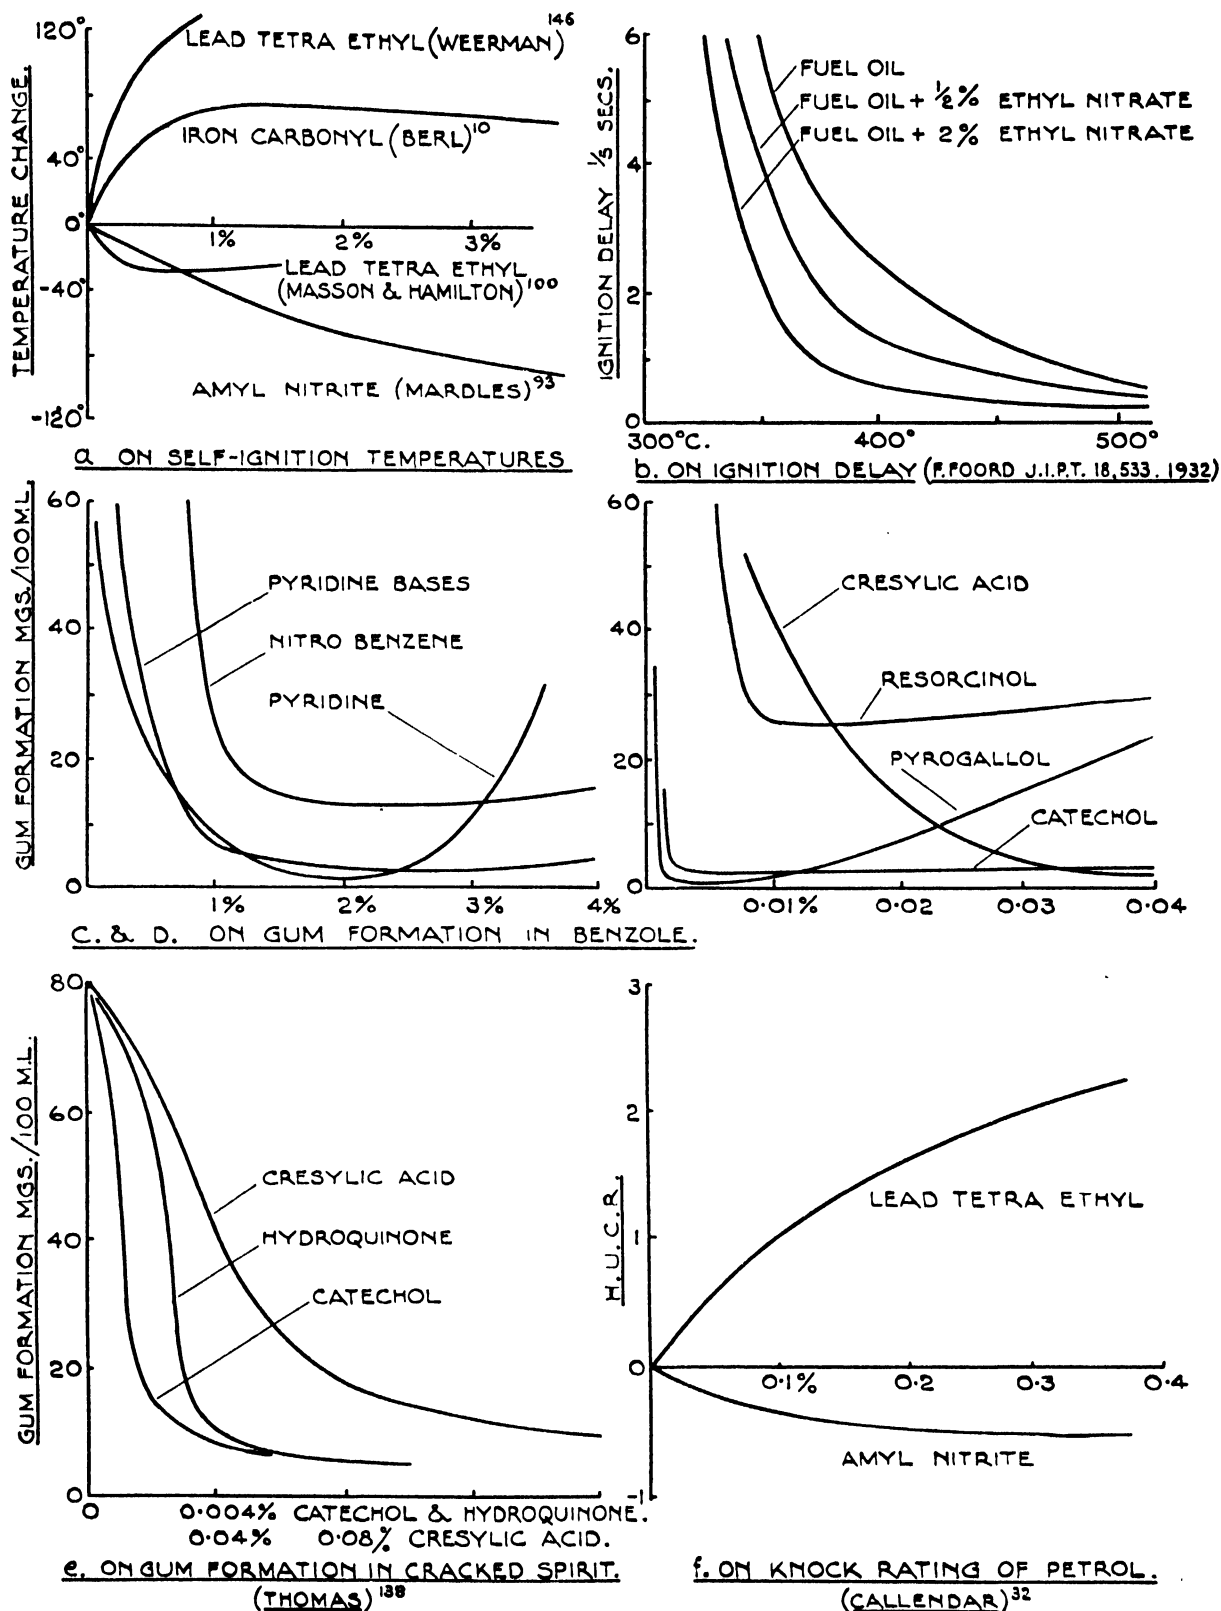 120°
40°
0°
-40°
-120°
TEMPERATURE CHANGE.
LEAD TETRA ETHYL (WEERMAN)146
IRON CARBONYL (BERL)10
1% 2% 3%
LEAD TETRA ETHYL
(MASSON & HAMILTON)100
AMYL NITRITE (MARDLES)93
a ON SELF-IGNITION TEMPERATURES
6
4
2
0
IGNITION DELAY 1/5 SECS.
FUEL OIL
FUEL OIL + 1/2% ETHYL NITRATE
FUEL OIL + 2% ETHYL NITRATE
300°C. 400° 500°
b. ON IGNITION DELAY (F. FOORD J.I.P.T. 18, 533. 1932)
60
40
20
0
GUM FORMATION MGS./100ML.
PYRIDINE BASES
NITRO BENZENE
PYRIDINE
1% 2% 3% 4%
60
40
20
0
CRESYLIC ACID
RESORCINOL
PYROGALLOL
CATECHOL
0.01% 0.02 0.03 0.04
C. & D. ON GUM FORMATION IN BENZOLE.
80
60
40
20
0
GUM FORMATION MGS./100 M.L.
CRESYLIC ACID
HYDROQUINONE
CATECHOL
0 0.004% CATECHOL & HYDROQUINONE.
0.04% 0.08% CRESYLIC ACID.
e. ON GUM FORMATION IN CRACKED SPIRIT.
(THOMAS)138
3
2
1
0
-1
H.U.C.R.
LEAD TETRA ETHYL
0.1% 0.2 0.3 0.4
AMYL NITRITE
f. ON KNOCK RATING OF PETROL.
(CALLENDAR)32